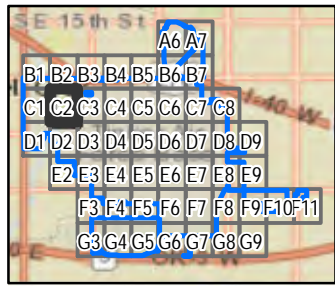 SE 15th St
A6 A7
B1 B2 B3 B4 B5 B6 B7
I-40 W
C1 C2 C3 C4 C5 C6 C7 C8
D1 D2 D3 D4 D5 D6 D7 D8 D9
E2 E3 E4 E5 E6 E7 E8 E9
F3 F4 F5 F6 F7 F8 F9 F10 F11
G3 G4 G5 G6 G7 G8 G9